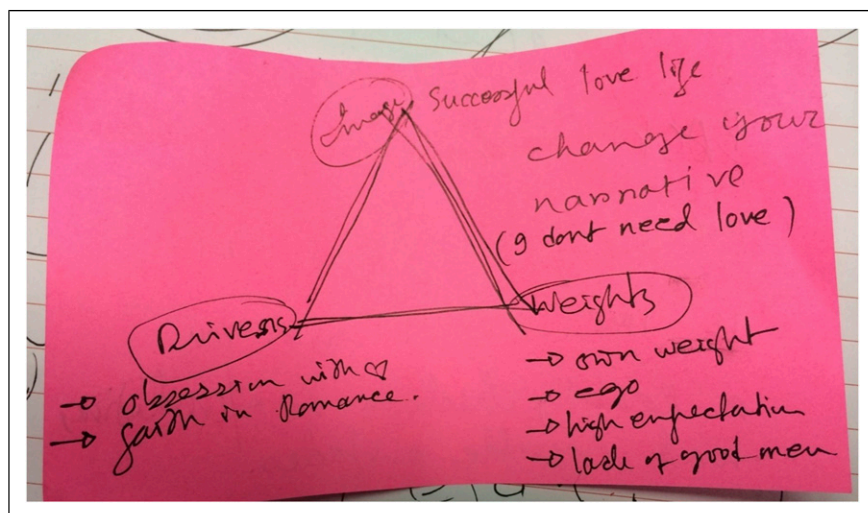 Image Successful love life
change your
narrative
(I dont need love)
Drivers
→ obsession with ♡
→ faith in Romance.
Weights
→ own weight
→ ego
→ high expectation
→ lack of good men